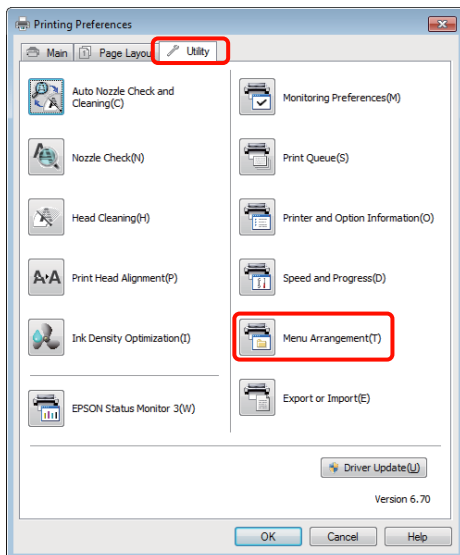 Printing Preferences
Main
Page Layou
Utility
Auto Nozzle Check and
Cleaning(C)
Nozzle Check(N)
Head Cleaning(H)
Print Head Alignment(P)
Ink Density Optimization(I)
EPSON Status Monitor 3(W)
Monitoring Preferences(M)
Print Queue(S)
Printer and Option Information(O)
Speed and Progress(D)
Menu Arrangement(T)
Export or Import(E)
Driver Update(U)
Version 6.70
OK
Cancel
Help